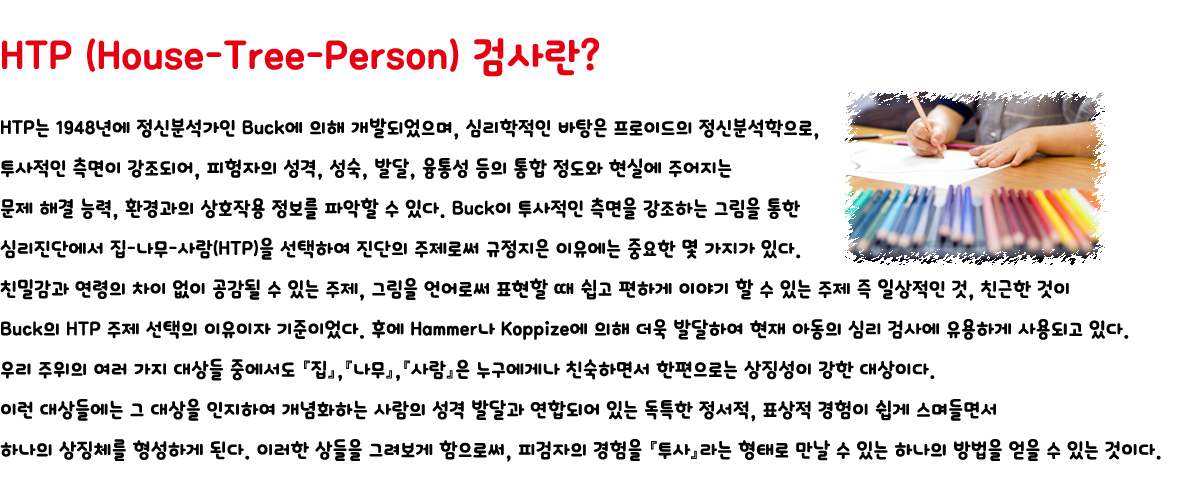 HTP (House-Tree-Person) 검사란?
HTP는 1948년에 정신분석가인 Buck에 의해 개발되었으며, 심리학적인 바탕은 프로이드의 정신분석학으로,
투사적인 측면이 강조되어, 피험자의 성격, 성숙, 발달, 융통성 등의 통합 정도와 현실에 주어지는
문제 해결 능력, 환경과의 상호작용 정보를 파악할 수 있다. Buck이 투사적인 측면을 강조하는 그림을 통한
심리진단에서 집-나무-사람(HTP)을 선택하여 진단의 주제로써 규정지은 이유에는 중요한 몇 가지가 있다.
친밀감과 연령의 차이 없이 공감될 수 있는 주제, 그림을 언어로써 표현할 때 쉽고 편하게 이야기 할 수 있는 주제 즉 일상적인 것, 친근한 것이
Buck의 HTP 주제 선택의 이유이자 기준이었다. 후에 Hammer나 Koppize에 의해 더욱 발달하여 현재 아동의 심리 검사에 유용하게 사용되고 있다.
우리 주위의 여러 가지 대상들 중에서도 『집』,『나무』,『사람』은 누구에게나 친숙하면서 한편으로는 상징성이 강한 대상이다.
이런 대상들에는 그 대상을 인지하여 개념화하는 사람의 성격 발달과 연합되어 있는 독특한 정서적, 표상적 경험이 쉽게 스며들면서
하나의 상징체를 형성하게 된다. 이러한 상들을 그려보게 함으로써, 피검자의 경험을 『투사』라는 형태로 만날 수 있는 하나의 방법을 얻을 수 있는 것이다.